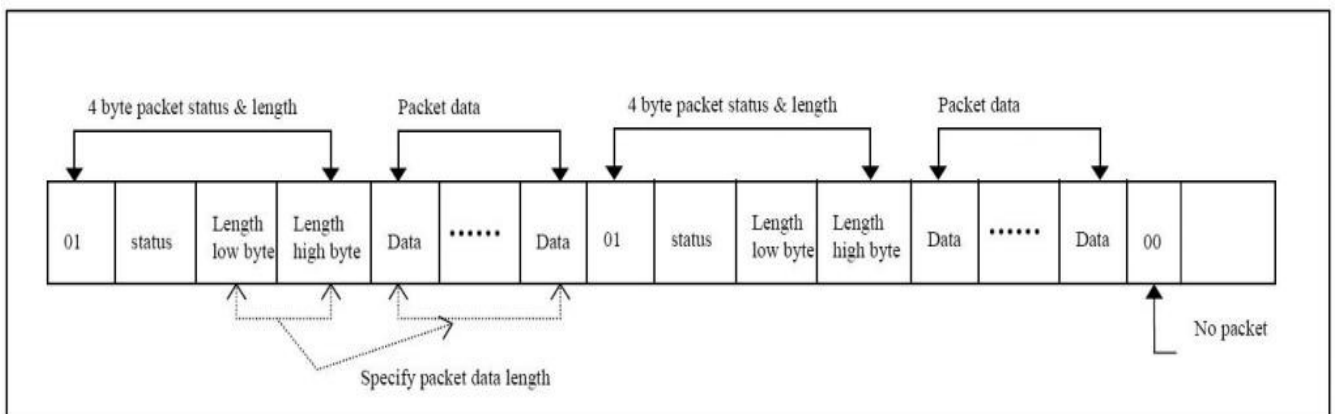 4 byte packet status & length
Packet data
4 byte packet status & length
Packet data
01
status
Length
low byte
Length
high byte
Data
••••••
Data
01
status
Length
low byte
Length
high byte
Data
••••••
Data
00
No packet
Specify packet data length